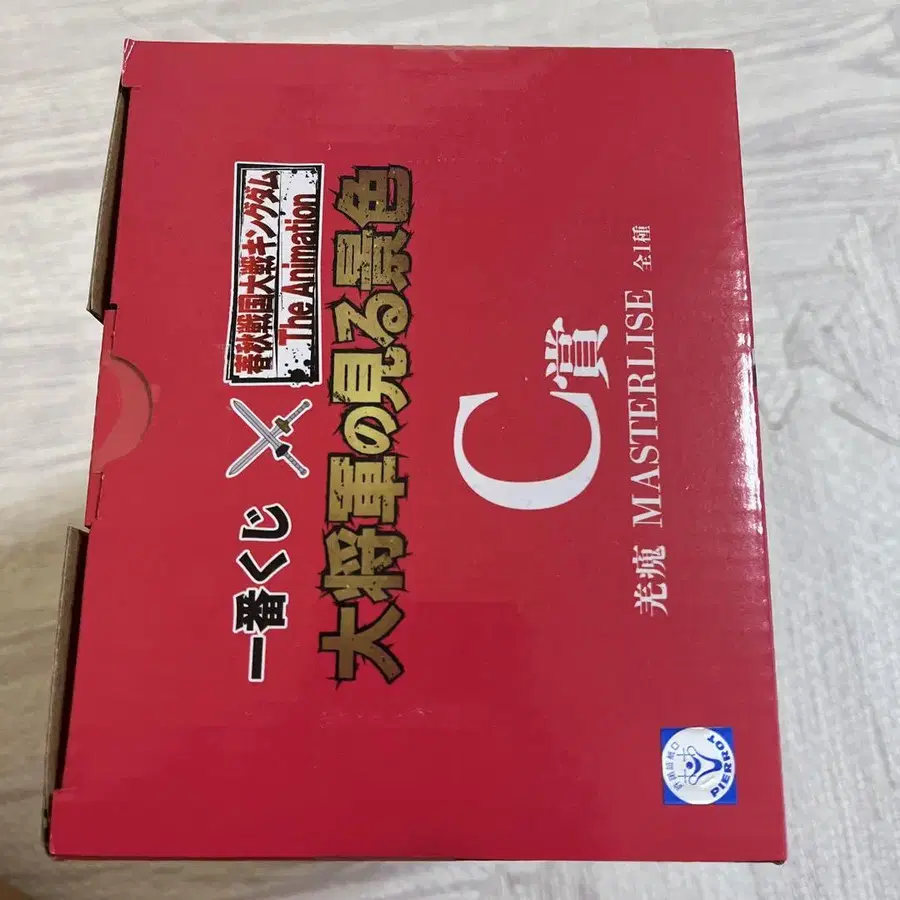 一番くじ
春秋戦国大戦キングダム
The Animation
大将軍の見る景色
C賞
羌瘣 MASTERLISE 全1種
PIERROT